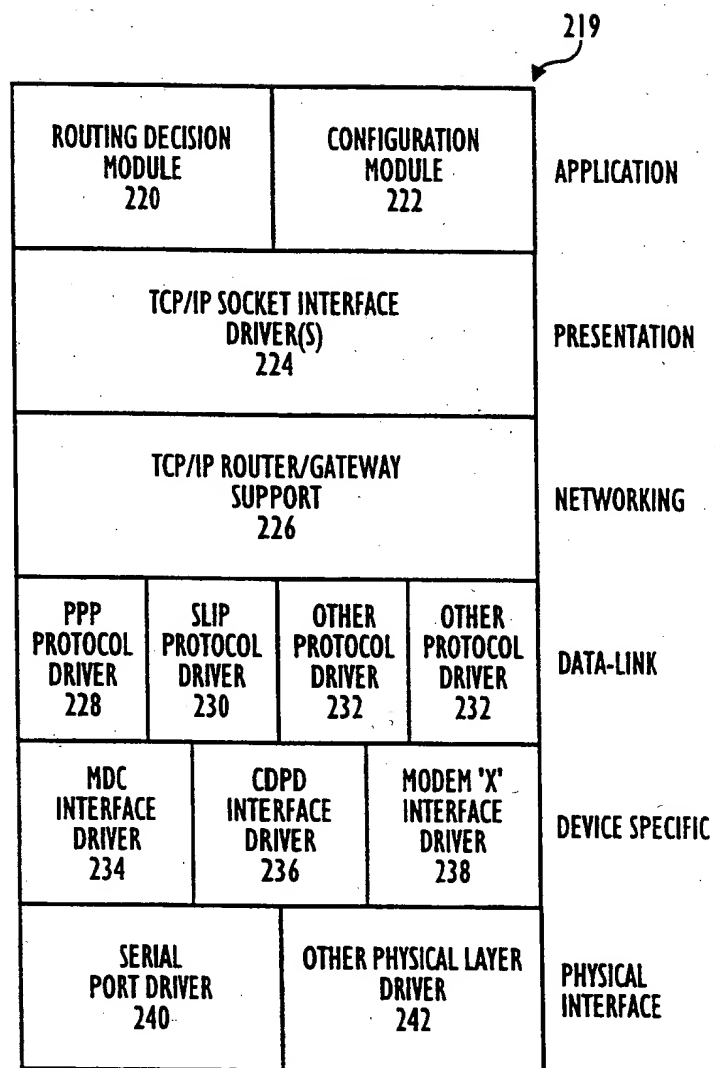 219
ROUTING DECISION
MODULE
220
CONFIGURATION
MODULE
222
APPLICATION
TCP/IP SOCKET INTERFACE
DRIVER(S)
224
PRESENTATION
TCP/IP ROUTER/GATEWAY
SUPPORT
226
NETWORKING
PPP
PROTOCOL
DRIVER
228
SLIP
PROTOCOL
DRIVER
230
OTHER
PROTOCOL
DRIVER
232
OTHER
PROTOCOL
DRIVER
232
DATA-LINK
MDC
INTERFACE
DRIVER
234
CDPD
INTERFACE
DRIVER
236
MODEM 'X'
INTERFACE
DRIVER
238
DEVICE SPECIFIC
SERIAL
PORT DRIVER
240
OTHER PHYSICAL LAYER
DRIVER
242
PHYSICAL
INTERFACE